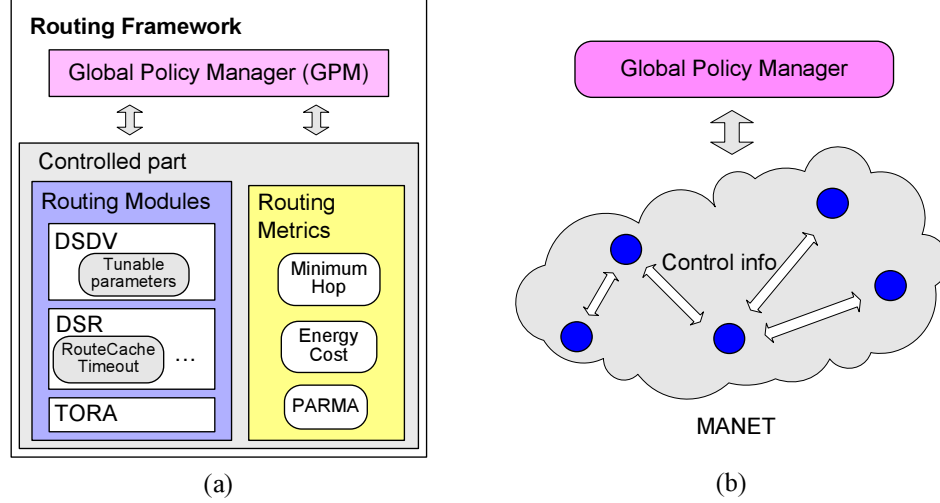 Routing Framework
Global Policy Manager (GPM)
Controlled part
Routing Modules
DSDV
Tunable
parameters
DSR
RouteCache
Timeout
...
TORA
Routing
Metrics
Minimum
Hop
Energy
Cost
PARMA
(a)
Global Policy Manager
Control info
MANET
(b)